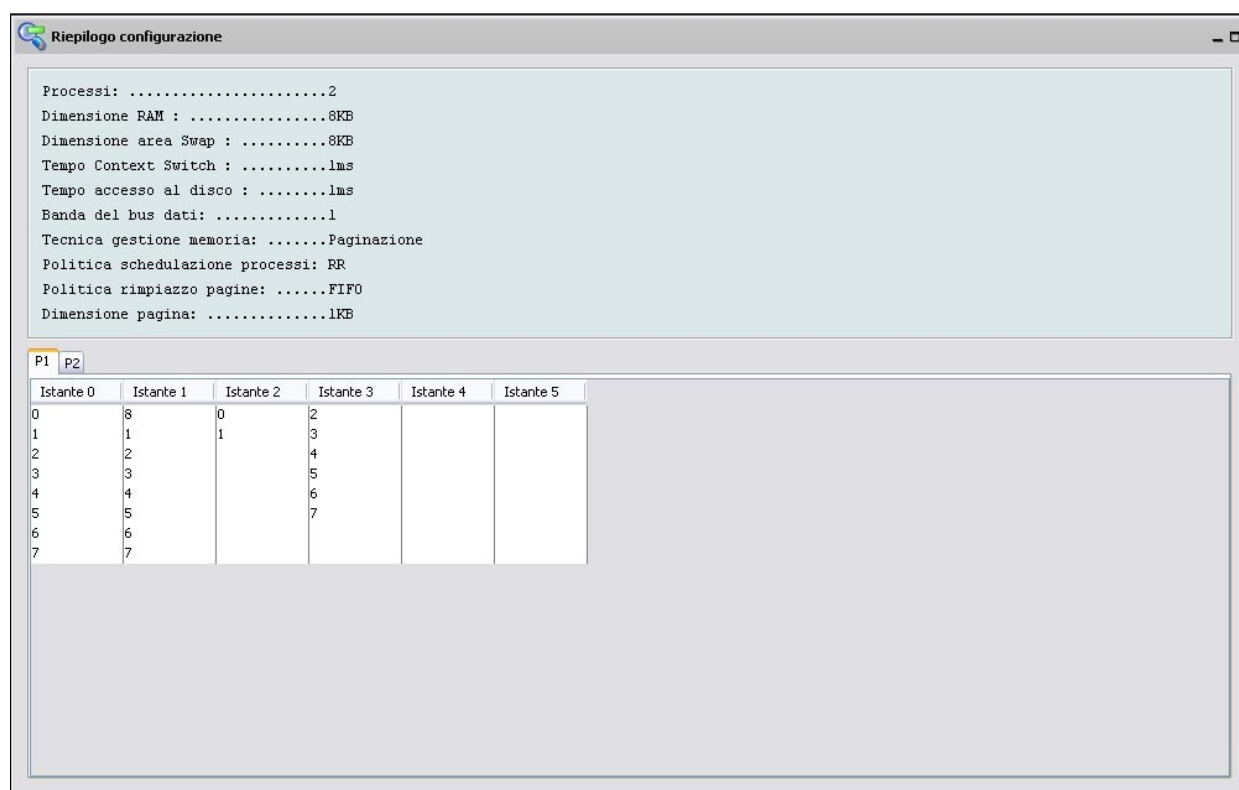 Riepilogo configurazione
Processi: .......................2
Dimensione RAM : ................8KB
Dimensione area Swap : ..........8KB
Tempo Context Switch : ..........1ms
Tempo accesso al disco : ........1ms
Banda del bus dati: .............1
Tecnica gestione memoria: .......Paginazione
Politica schedulazione processi: RR
Politica rimpiazzo pagine: ......FIFO
Dimensione pagina: ..............1KB
P1 P2
Istante 0 Istante 1 Istante 2 Istante 3 Istante 4 Istante 5
0 8 0 2
1 1 1 3
2 2 4
3 3 5
4 4 6
5 5 7
6 6
7 7